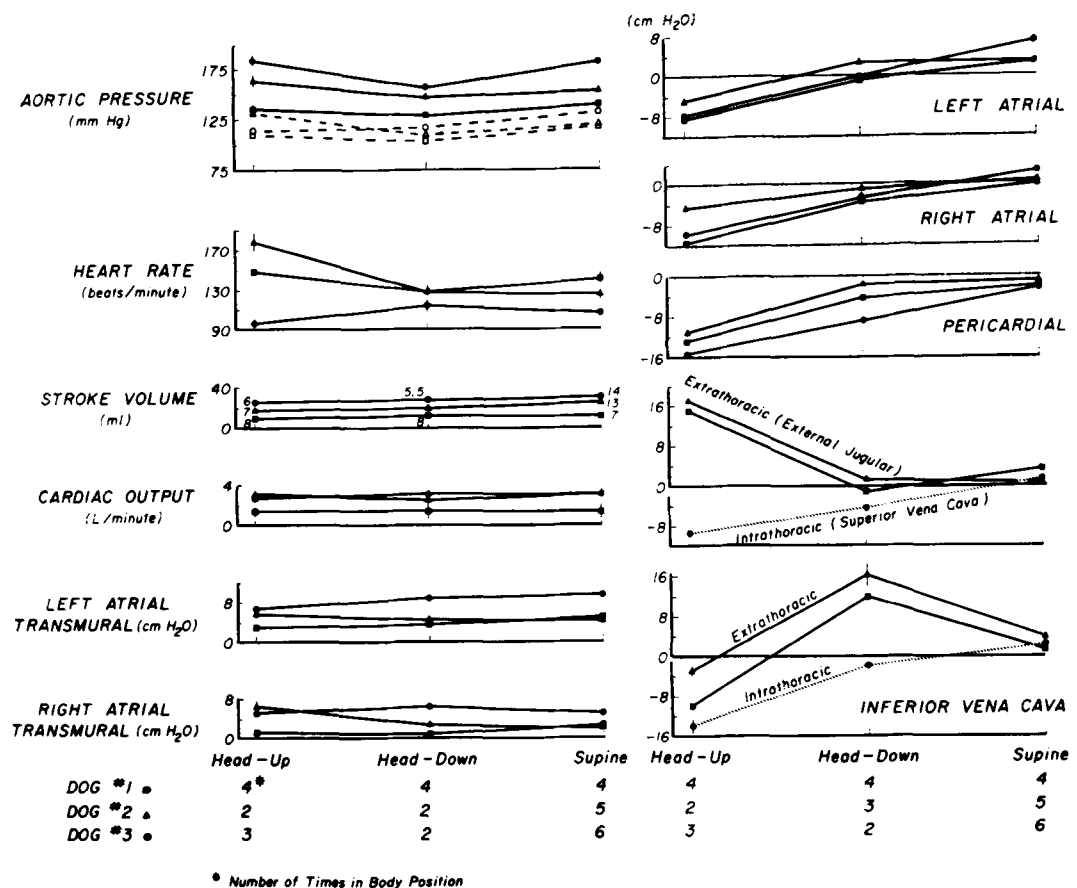 AORTIC PRESSURE
(mm Hg)
175
125
75
HEART RATE
(beats/minute)
170
130
90
STROKE VOLUME
(ml)
40
0
6
7
8
5.5
8
14
13
7
CARDIAC OUTPUT
(L/minute)
4
0
LEFT ATRIAL
TRANSMURAL (cm H₂O)
8
0
RIGHT ATRIAL
TRANSMURAL (cm H₂O)
8
0
(cm H₂O)
8
0
-8
LEFT ATRIAL
0
-8
RIGHT ATRIAL
0
-8
-16
PERICARDIAL
16
8
0
-8
Extrathoracic (External Jugular)
Intrathoracic (Superior Vena Cava)
16
8
0
-8
-16
Extrathoracic
Intrathoracic
INFERIOR VENA CAVA
Head-Up Head-Down Supine Head-Up Head-Down Supine
DOG #1 4* 4 4 4 4 4
DOG #2 2 2 5 2 3 5
DOG #3 3 2 6 3 2 6
* Number of Times in Body Position